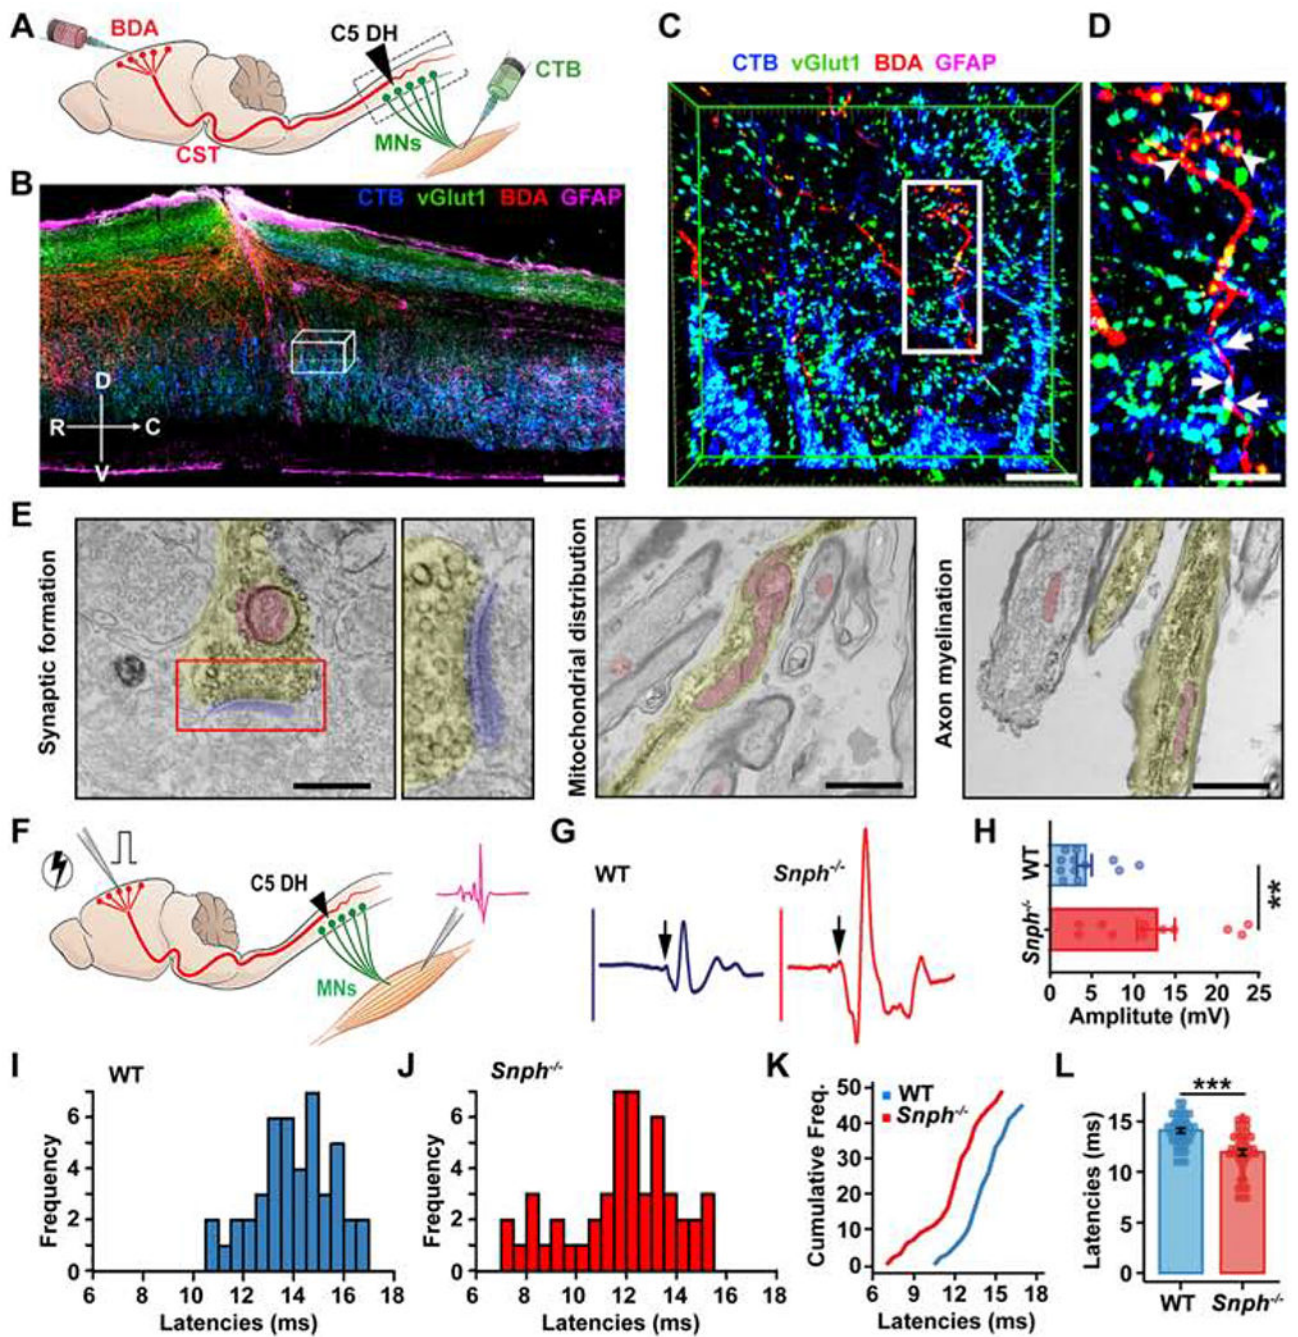 A
BDA
C5 DH
CTB
MNs
CST
B
CTB vGlut1 BDA GFAP
D
R
C
V
C
CTB vGlut1 BDA GFAP
D
E
Synaptic formation
Mitochondrial distribution
Axon myelination
F
C5 DH
MNs
G
WT
Snph-/-
H
WT
Snph-/-
**
0 5 10 15 20 25
Amplitute (mV)
I
WT
Frequency
6
4
2
0
6 8 10 12 14 16 18
Latencies (ms)
J
Snph-/-
Frequency
6
4
2
0
6 8 10 12 14 16 18
Latencies (ms)
K
Cumulative Freq.
50
40
30
20
10
0
WT
Snph-/-
6 9 12 15 18
Latencies (ms)
L
***
Latencies (ms)
15
10
5
0
WT Snph-/-